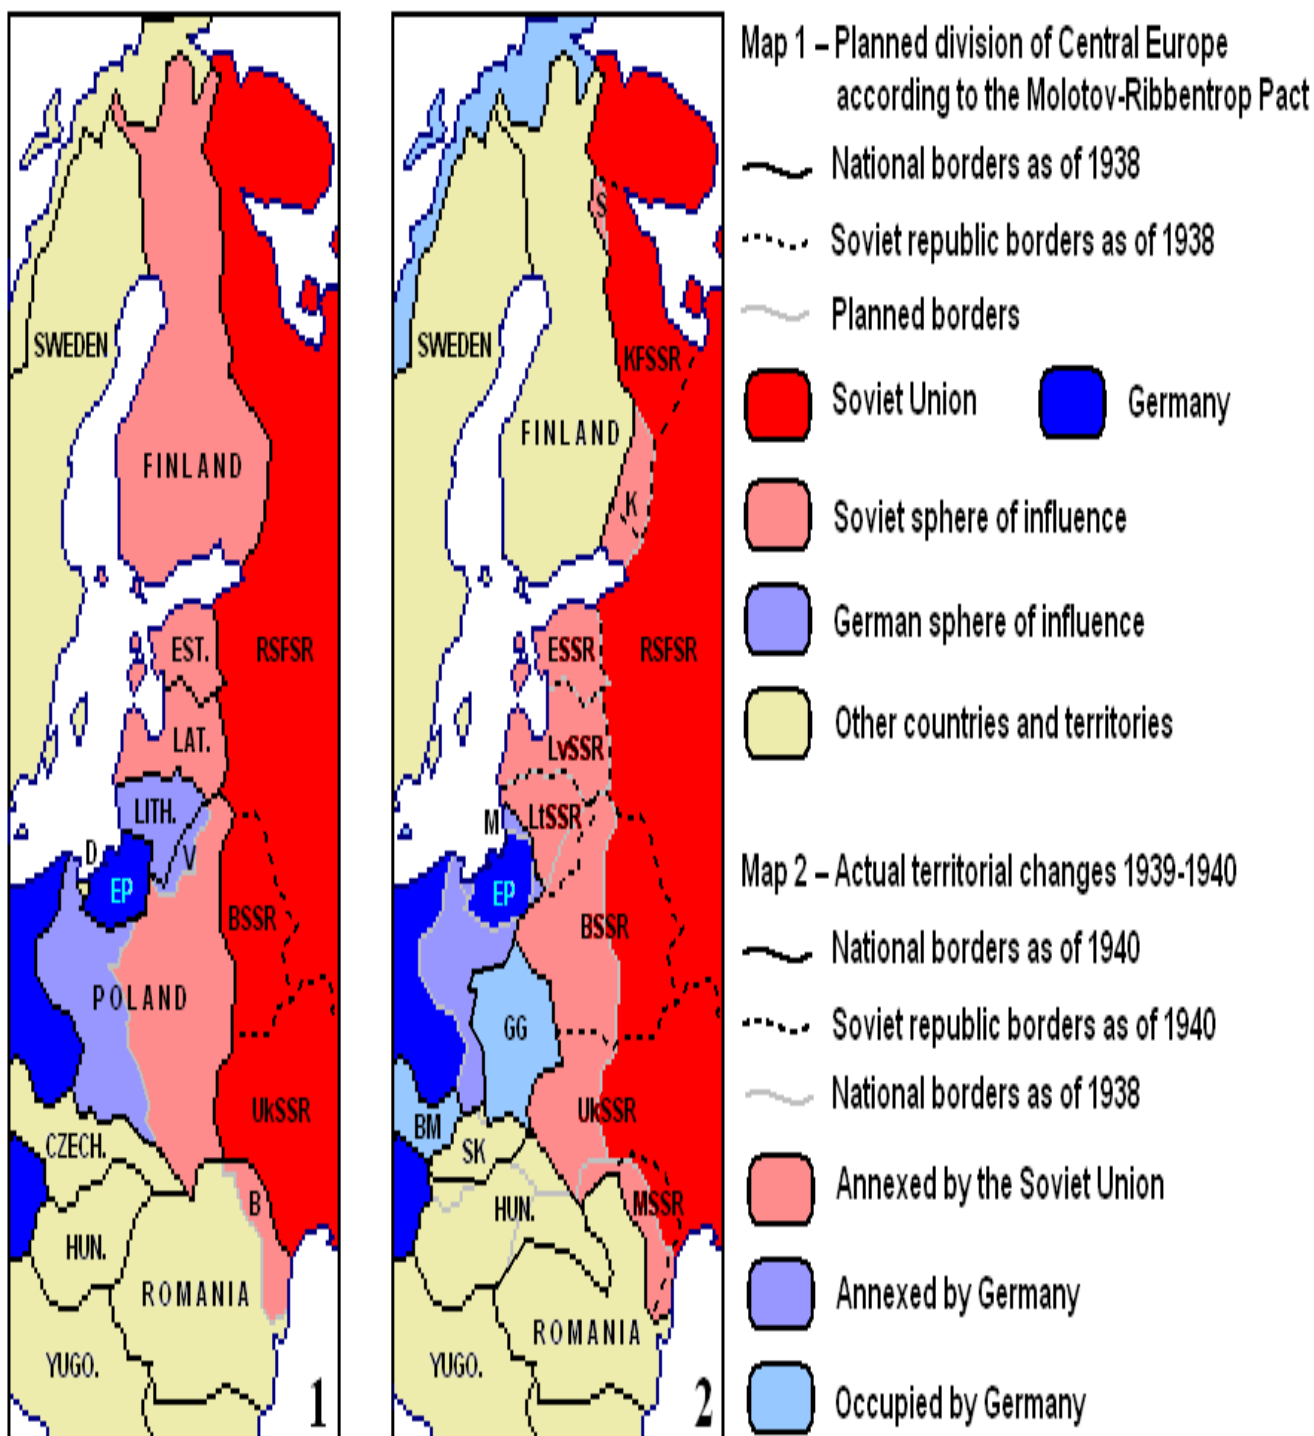 SWEDEN
FINLAND
EST.
RSFSR
LAT.
LITH.
D
V
EP
BSSR
POLAND
UkSSR
CZECH.
B
HUN.
ROMANIA
YUGO.
1
S
SWEDEN
KFSSR
FINLAND
K
ESSR
RSFSR
LvSSR
M
LtSSR
EP
BSSR
GG
BM
UkSSR
SK
HUN.
MSSR
ROMANIA
YUGO.
2
Map 1 – Planned division of Central Europe
according to the Molotov-Ribbentrop Pact
National borders as of 1938
Soviet republic borders as of 1938
Planned borders
Soviet Union
Germany
Soviet sphere of influence
German sphere of influence
Other countries and territories
Map 2 – Actual territorial changes 1939-1940
National borders as of 1940
Soviet republic borders as of 1940
National borders as of 1938
Annexed by the Soviet Union
Annexed by Germany
Occupied by Germany